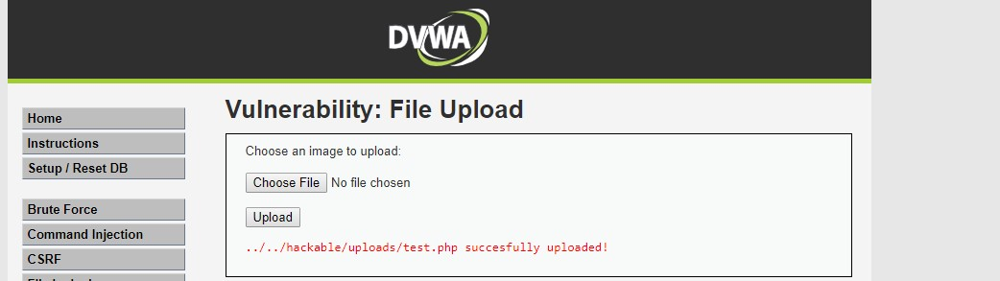 DVWA
Vulnerability: File Upload
Home
Instructions
Setup / Reset DB
Brute Force
Command Injection
CSRF
Choose an image to upload:
Choose File No file chosen
Upload
../../hackable/uploads/test.php succesfully uploaded!